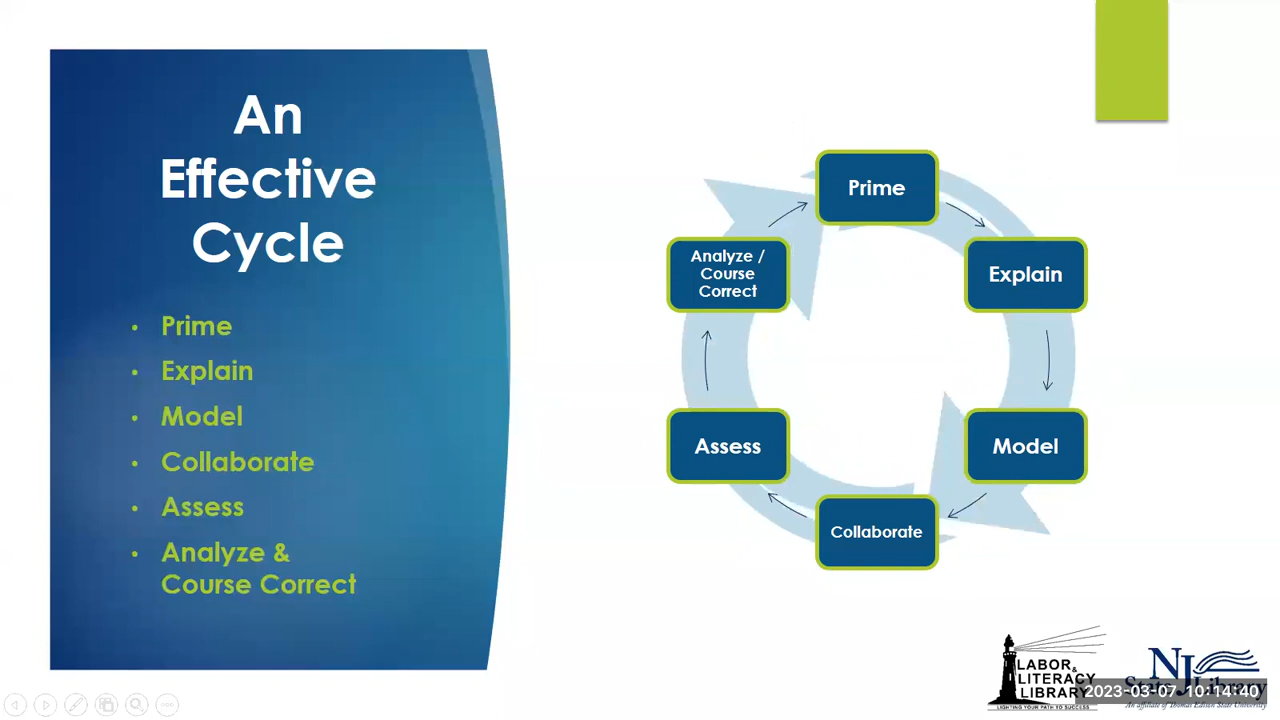 An
Effective
Cycle
• Prime
• Explain
• Model
• Collaborate
• Assess
• Analyze &
Course Correct
Prime
Explain
Model
Collaborate
Assess
Analyze /
Course
Correct
LABOR &
LITERACY
LIBRARY
LIGHTING YOUR PATH TO SUCCESS
NJ
State Library
An affiliate of Thomas Edison State University
2023-03-07 10:14:40